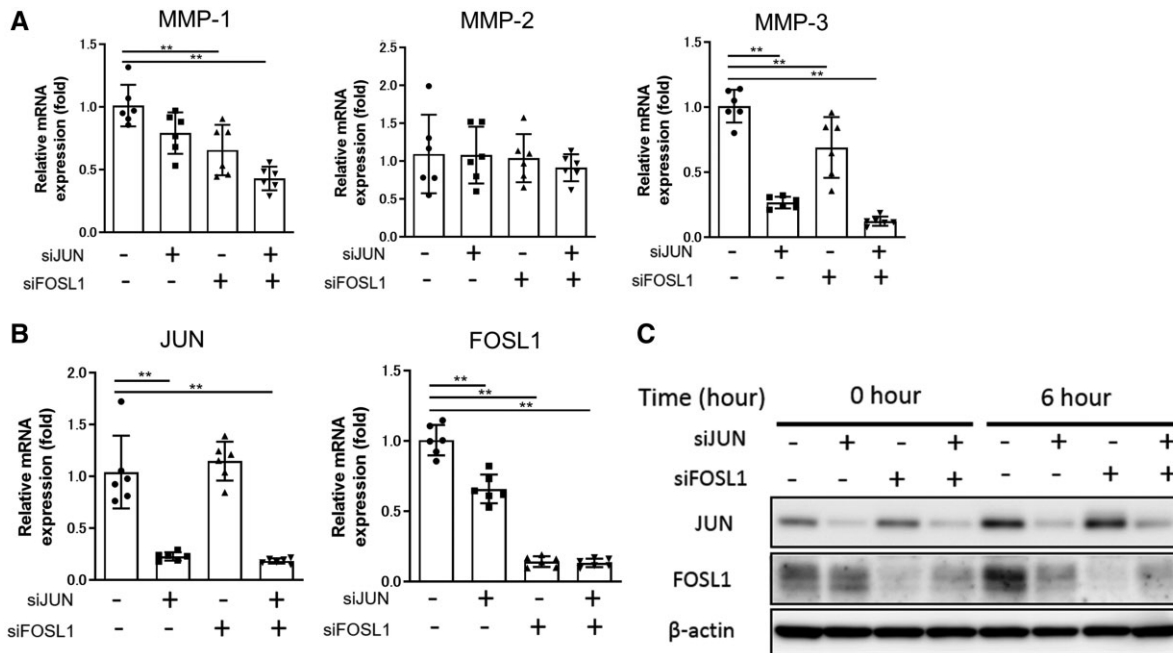 A
MMP-1
MMP-2
MMP-3
Relative mRNA
expression (fold)
1.5
1.0
0.5
0.0
**
**
Relative mRNA
expression (fold)
2.5
2.0
1.5
1.0
0.5
0.0
Relative mRNA
expression (fold)
1.5
1.0
0.5
0.0
**
**
**
siJUN - + - + - + - + - + - +
siFOSL1 - - + + - - + + - - + +
B
JUN
FOSL1
Relative mRNA
expression (fold)
2.0
1.5
1.0
0.5
0.0
**
**
Relative mRNA
expression (fold)
1.5
1.0
0.5
0.0
**
**
**
siJUN - + - +
siFOSL1 - - + +
siJUN - + - +
siFOSL1 - - + +
C
Time (hour) 0 hour 6 hour
siJUN - + - + - + - +
siFOSL1 - - + + - - + +
JUN
FOSL1
β-actin